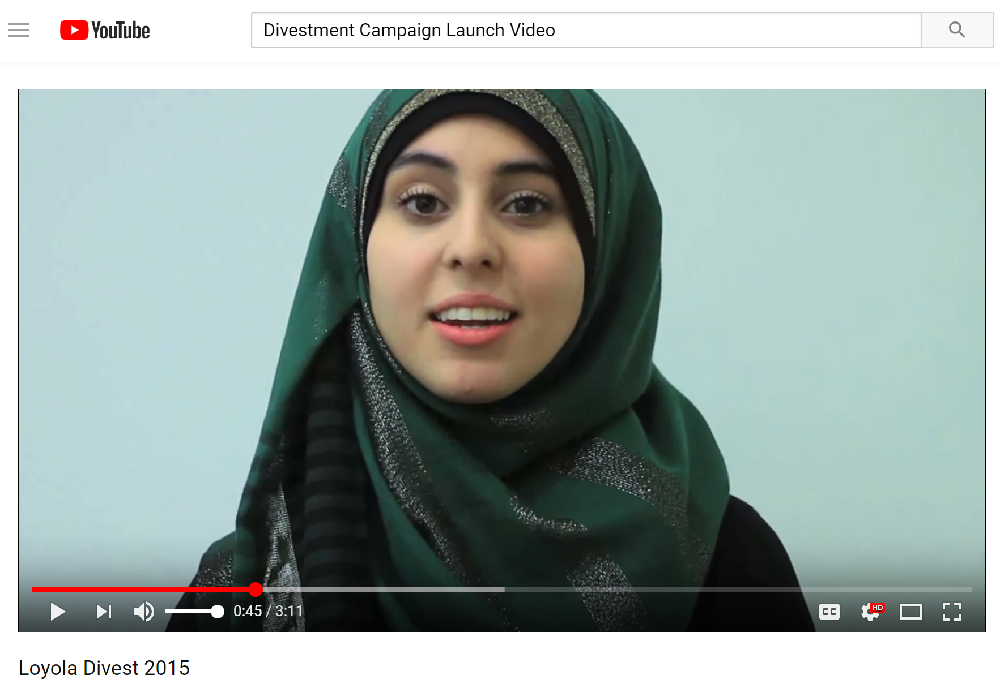 YouTube
Divestment Campaign Launch Video
0:45 / 3:11
CC
HD
Loyola Divest 2015